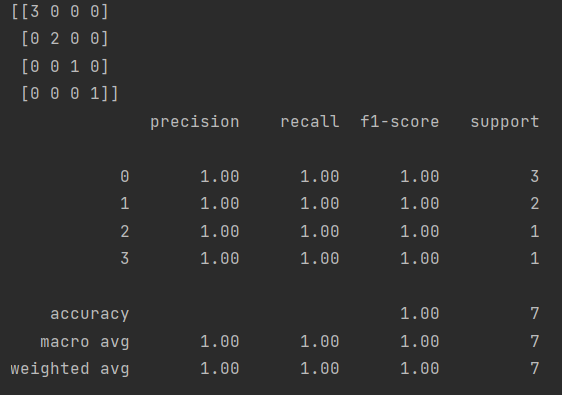 [[3 0 0 0]
 [0 2 0 0]
 [0 0 1 0]
 [0 0 0 1]]
              precision    recall  f1-score   support

           0       1.00      1.00      1.00         3
           1       1.00      1.00      1.00         2
           2       1.00      1.00      1.00         1
           3       1.00      1.00      1.00         1

    accuracy                           1.00         7
   macro avg       1.00      1.00      1.00         7
weighted avg       1.00      1.00      1.00         7